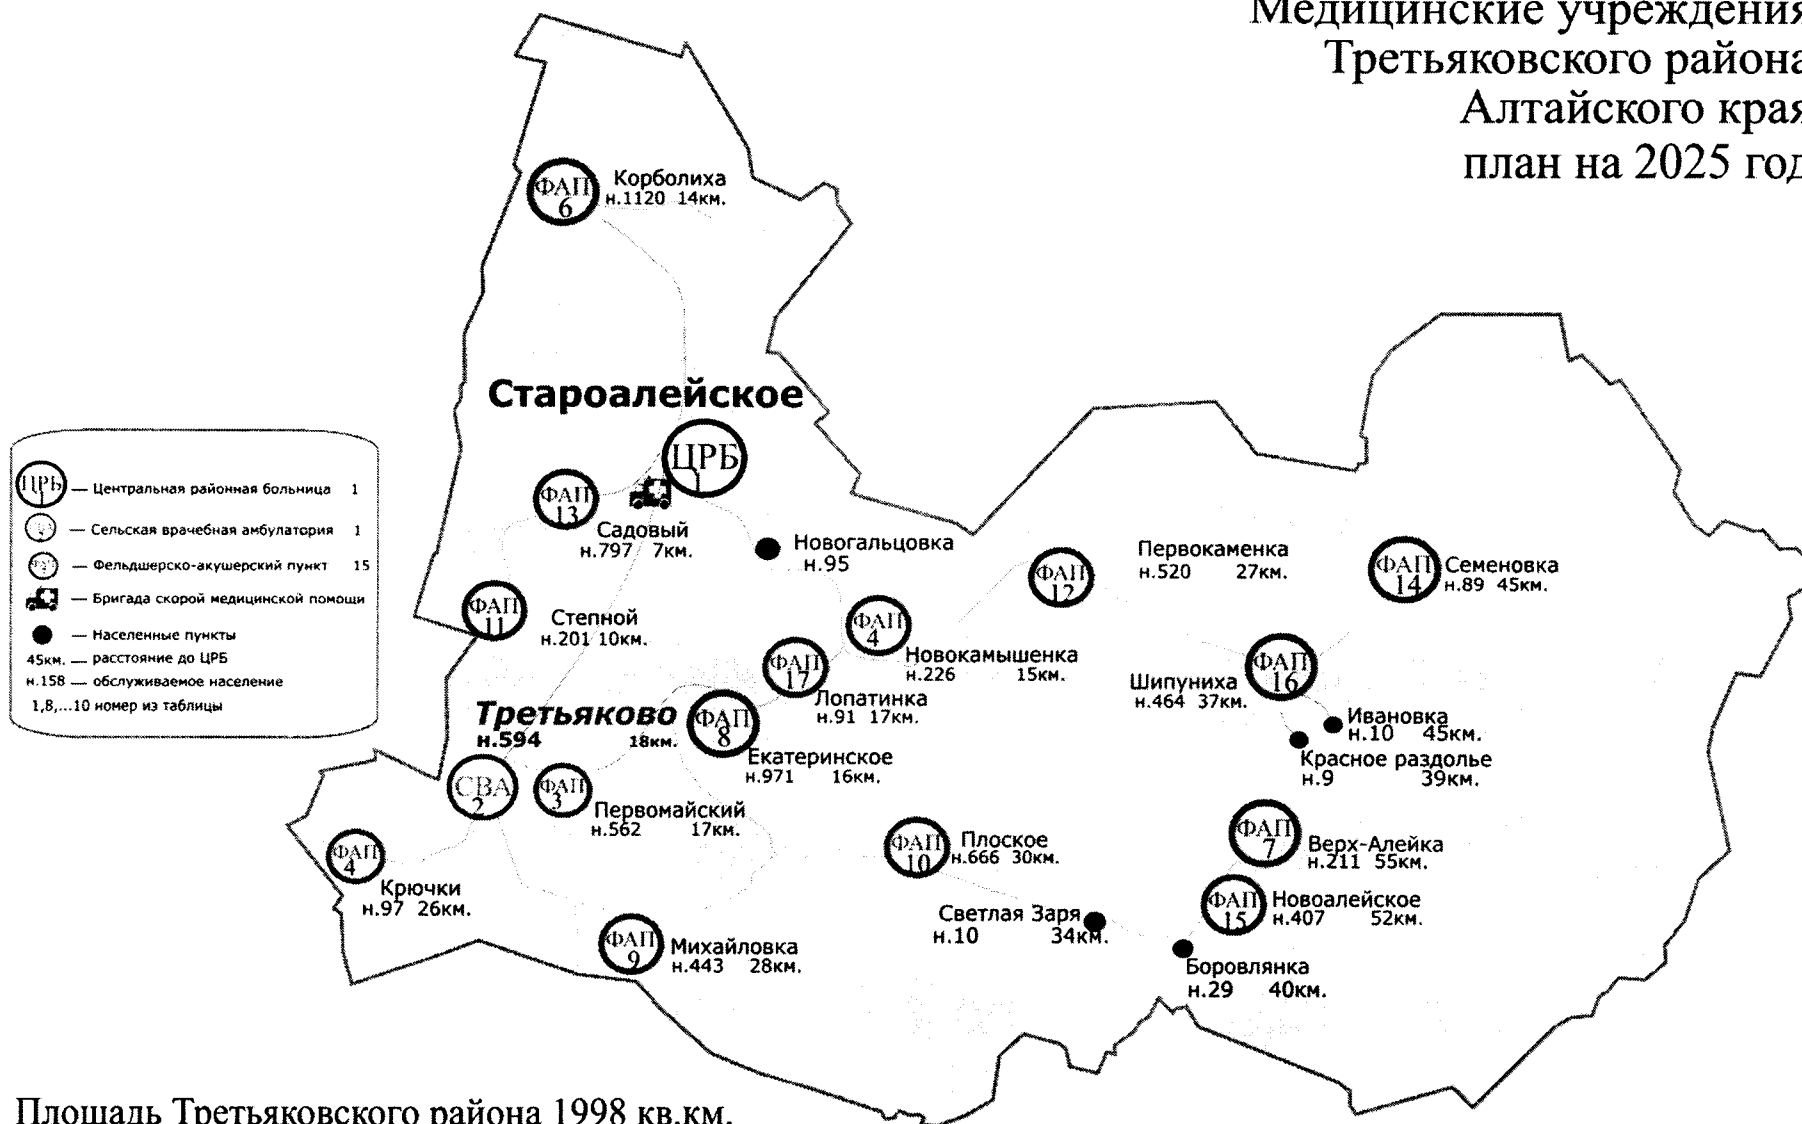 Медицинские учреждения
Третьяковского района
Алтайского края
план на 2025 год
ФАП
6
Корболиха
н.1120 14км.
Староалейское
ЦРБ
1
ФАП
13
Садовый
н.797 7км.
Новогальцовка
н.95
ФАП
12
Первокаменка
н.520 27км.
ФАП
14
Семеновка
н.89 45км.
ФАП
11
Степной
н.201 10км.
ФАП
4
Новокамышенка
н.226 15км.
ФАП
17
Лопатинка
н.91 17км.
ФАП
16
Шипуниха
н.464 37км.
Ивановка
н.10 45км.
Красное раздолье
н.9 39км.
Третьяково
н.594 18км.
СВА
2
ФАП
8
Екатеринское
н.971 16км.
ФАП
3
Первомайский
н.562 17км.
ФАП
4
Крючки
н.97 26км.
ФАП
9
Михайловка
н.443 28км.
ФАП
10
Плоское
н.666 30км.
Светлая Заря
н.10 34км.
ФАП
7
Верх-Алейка
н.211 55км.
ФАП
15
Новоалейское
н.407 52км.
Боровлянка
н.29 40км.
ЦРБ
1
— Центральная районная больница 1
— Сельская врачебная амбулатория 1
— Фельдшерско-акушерский пункт 15
— Бригада скорой медицинской помощи
— Населенные пункты
45км. — расстояние до ЦРБ
н.158 — обслуживаемое население
1,8,...10 номер из таблицы
Площадь Третьяковского района 1998 кв.км.